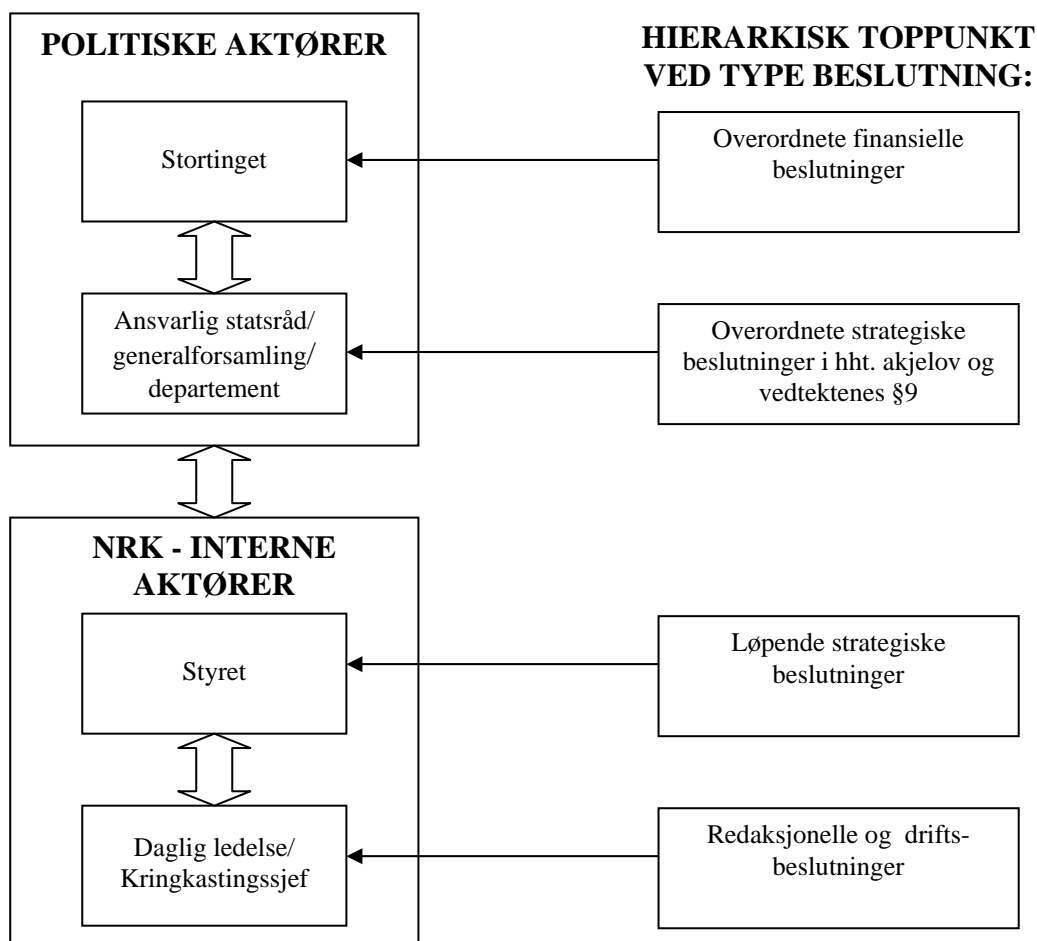 POLITISKE AKTØRER
HIERARKISK TOPPUNKT
VED TYPE BESLUTNING:
Stortinget
Overordnete finansielle
beslutninger
Ansvarlig statsråd/
generalforsamling/
departement
Overordnete strategiske
beslutninger i hht. akjelov og
vedtektenes §9
NRK - INTERNE
AKTØRER
Styret
Løpende strategiske
beslutninger
Daglig ledelse/
Kringkastingssjef
Redaksjonelle og drifts-
beslutninger